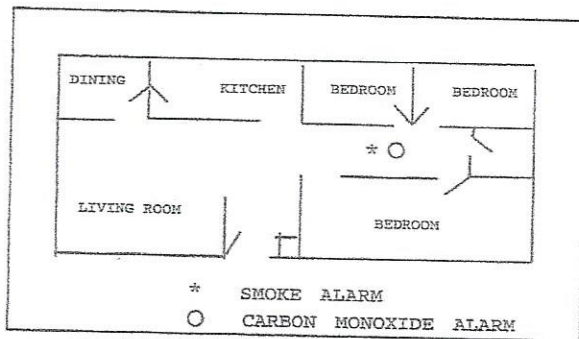 DINING KITCHEN BEDROOM BEDROOM
* O
LIVING ROOM BEDROOM
* SMOKE ALARM
O CARBON MONOXIDE ALARM